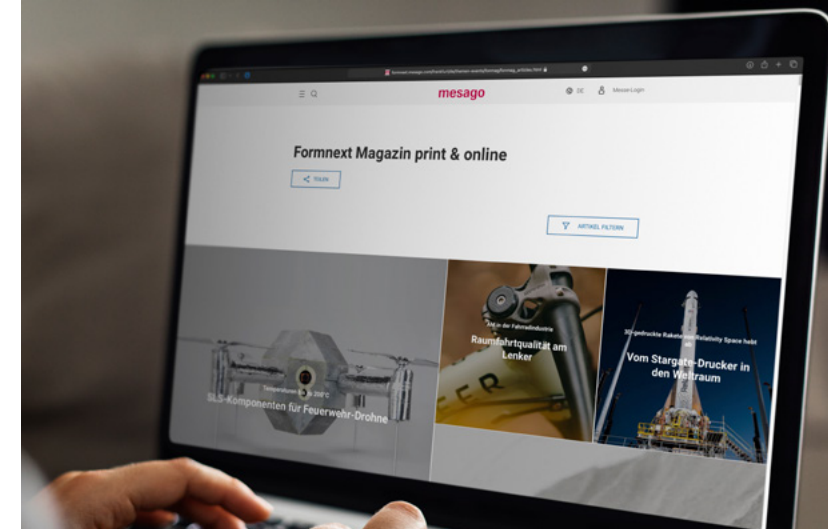 mesago
DE
Messe-Login
Formnext Magazin print & online
ARTIKEL FILTERN
AM in der Fahrradindustrie
Raumfahrtqualität am
Lenker
3D-gedruckte Rakete von Relativity Space hebt
ab
Vom Stargate-Drucker in
den Weltraum
SLS-Komponenten für Feuerwehr-Drohne